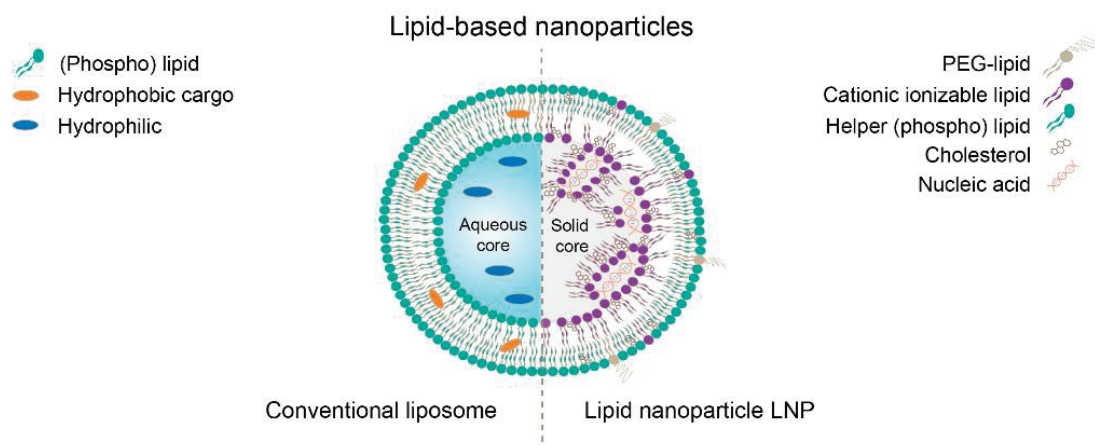 Lipid-based nanoparticles
(Phospho) lipid
Hydrophobic cargo
Hydrophilic
PEG-lipid
Cationic ionizable lipid
Helper (phospho) lipid
Cholesterol
Nucleic acid
Aqueous
core
Solid
core
Conventional liposome
Lipid nanoparticle LNP